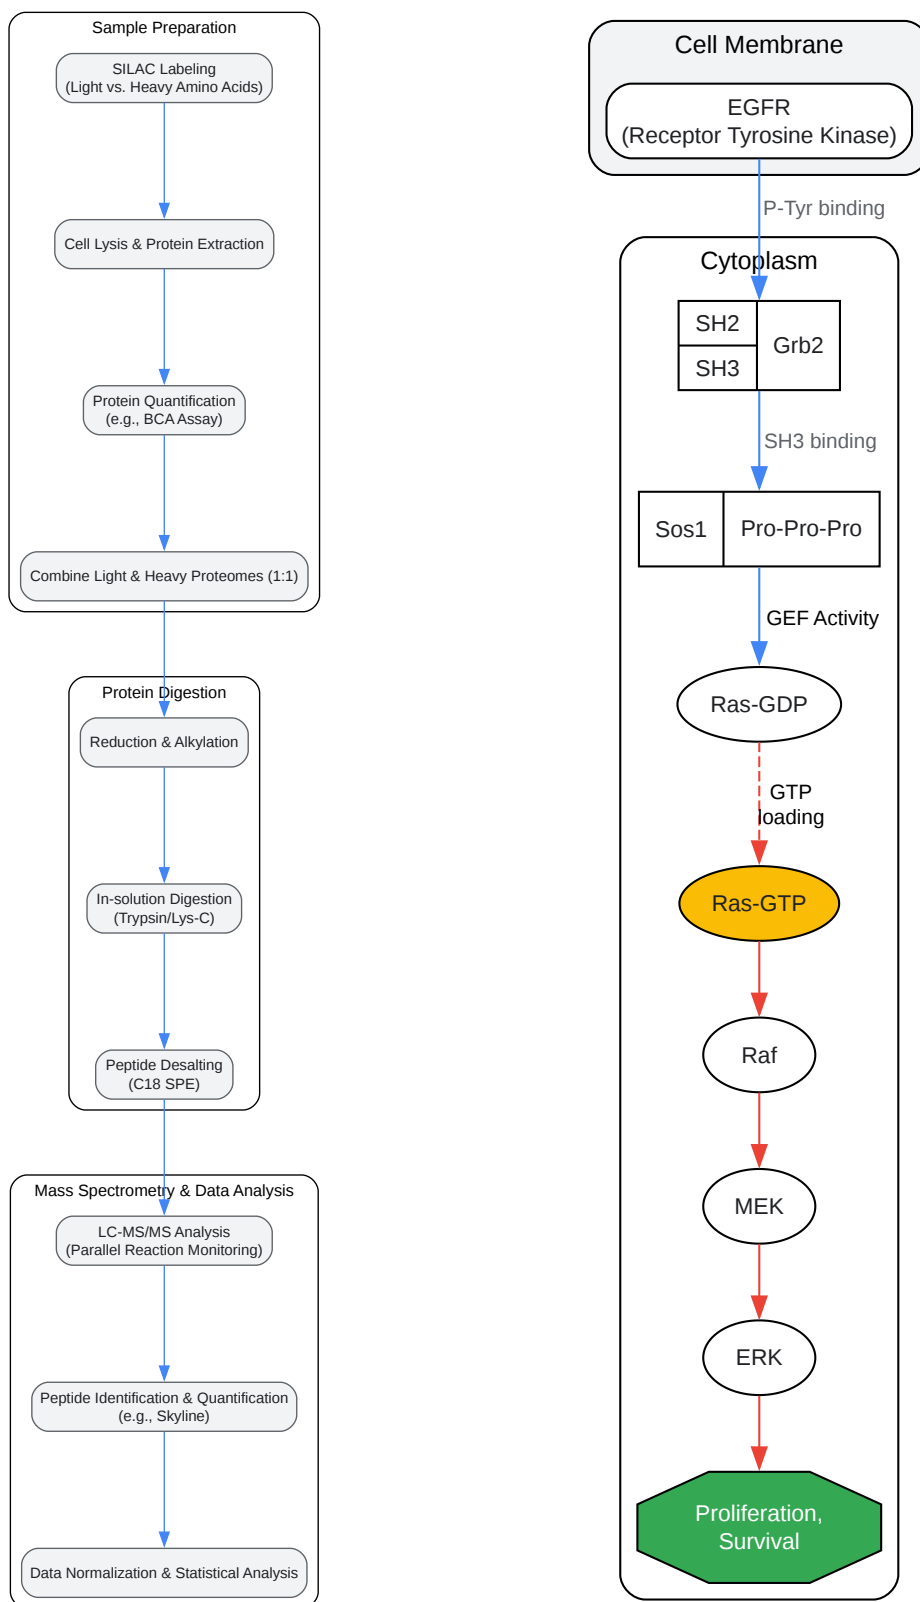 Sample Preparation
SILAC Labeling
(Light vs. Heavy Amino Acids)
Cell Lysis & Protein Extraction
Protein Quantification
(e.g., BCA Assay)
Combine Light & Heavy Proteomes (1:1)
Protein Digestion
Reduction & Alkylation
In-solution Digestion
(Trypsin/Lys-C)
Peptide Desalting
(C18 SPE)
Mass Spectrometry & Data Analysis
LC-MS/MS Analysis
(Parallel Reaction Monitoring)
Peptide Identification & Quantification
(e.g., Skyline)
Data Normalization & Statistical Analysis
Cell Membrane
EGFR
(Receptor Tyrosine Kinase)
P-Tyr binding
Cytoplasm
SH2
SH3
Grb2
SH3 binding
Sos1
Pro-Pro-Pro
GEF Activity
Ras-GDP
GTP
loading
Ras-GTP
Raf
MEK
ERK
Proliferation,
Survival